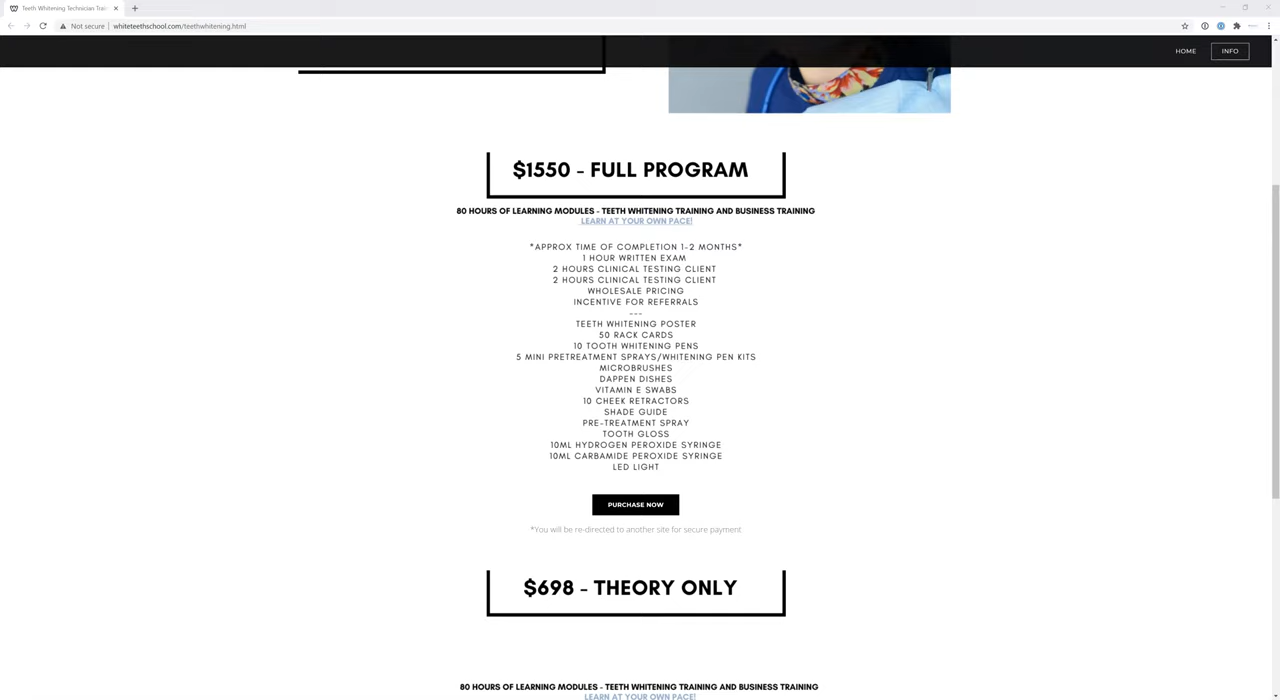 Teeth Whitening Technician Train
Not secure
whiteteethschool.com/teethwhitening.html
HOME
INFO
$1550 - FULL PROGRAM
80 HOURS OF LEARNING MODULES - TEETH WHITENING TRAINING AND BUSINESS TRAINING
LEARN AT YOUR OWN PACE!
*APPROX TIME OF COMPLETION 1-2 MONTHS*
1 HOUR WRITTEN EXAM
2 HOURS CLINICAL TESTING CLIENT
2 HOURS CLINICAL TESTING CLIENT
WHOLESALE PRICING
INCENTIVE FOR REFERRALS
---
TEETH WHITENING POSTER
50 RACK CARDS
10 TOOTH WHITENING PENS
5 MINI PRETREATMENT SPRAYS/WHITENING PEN KITS
MICROBRUSHES
DAPPEN DISHES
VITAMIN E SWABS
10 CHEEK RETRACTORS
SHADE GUIDE
PRE-TREATMENT SPRAY
TOOTH GLOSS
10ML HYDROGEN PEROXIDE SYRINGE
10ML CARBAMIDE PEROXIDE SYRINGE
LED LIGHT
PURCHASE NOW
*You will be re-directed to another site for secure payment
$698 - THEORY ONLY
80 HOURS OF LEARNING MODULES - TEETH WHITENING TRAINING AND BUSINESS TRAINING
LEARN AT YOUR OWN PACE!